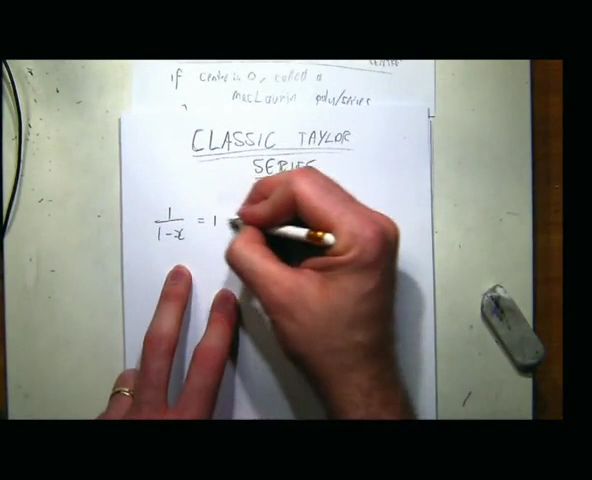 if centre is 0, called a
MacLaurin poly/series
CLASSIC TAYLOR
SERIES
1/(1-x) = 1